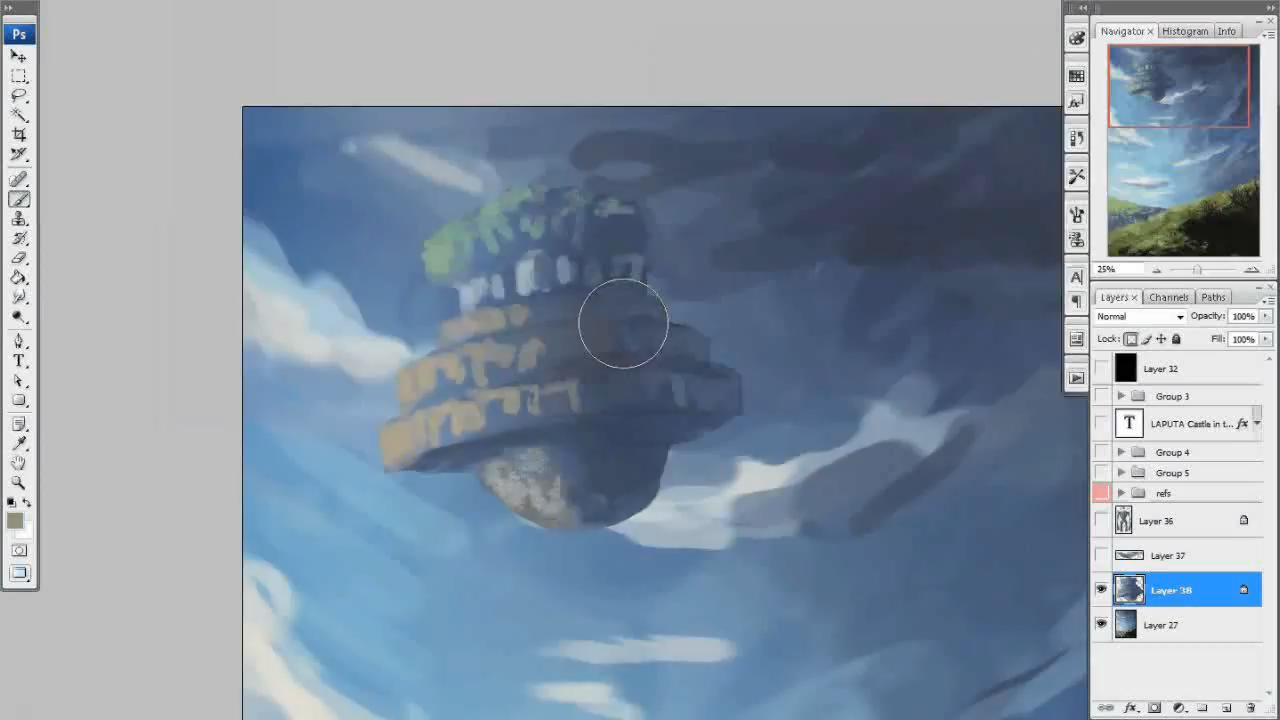 Ps
Navigator Histogram Info
25%
Layers Channels Paths
Normal Opacity: 100%
Lock: Fill: 100%
Layer 32
Group 3
T LAPUTA Castle in t... fx
Group 4
Group 5
refs
Layer 36
Layer 37
Layer 38
Layer 27